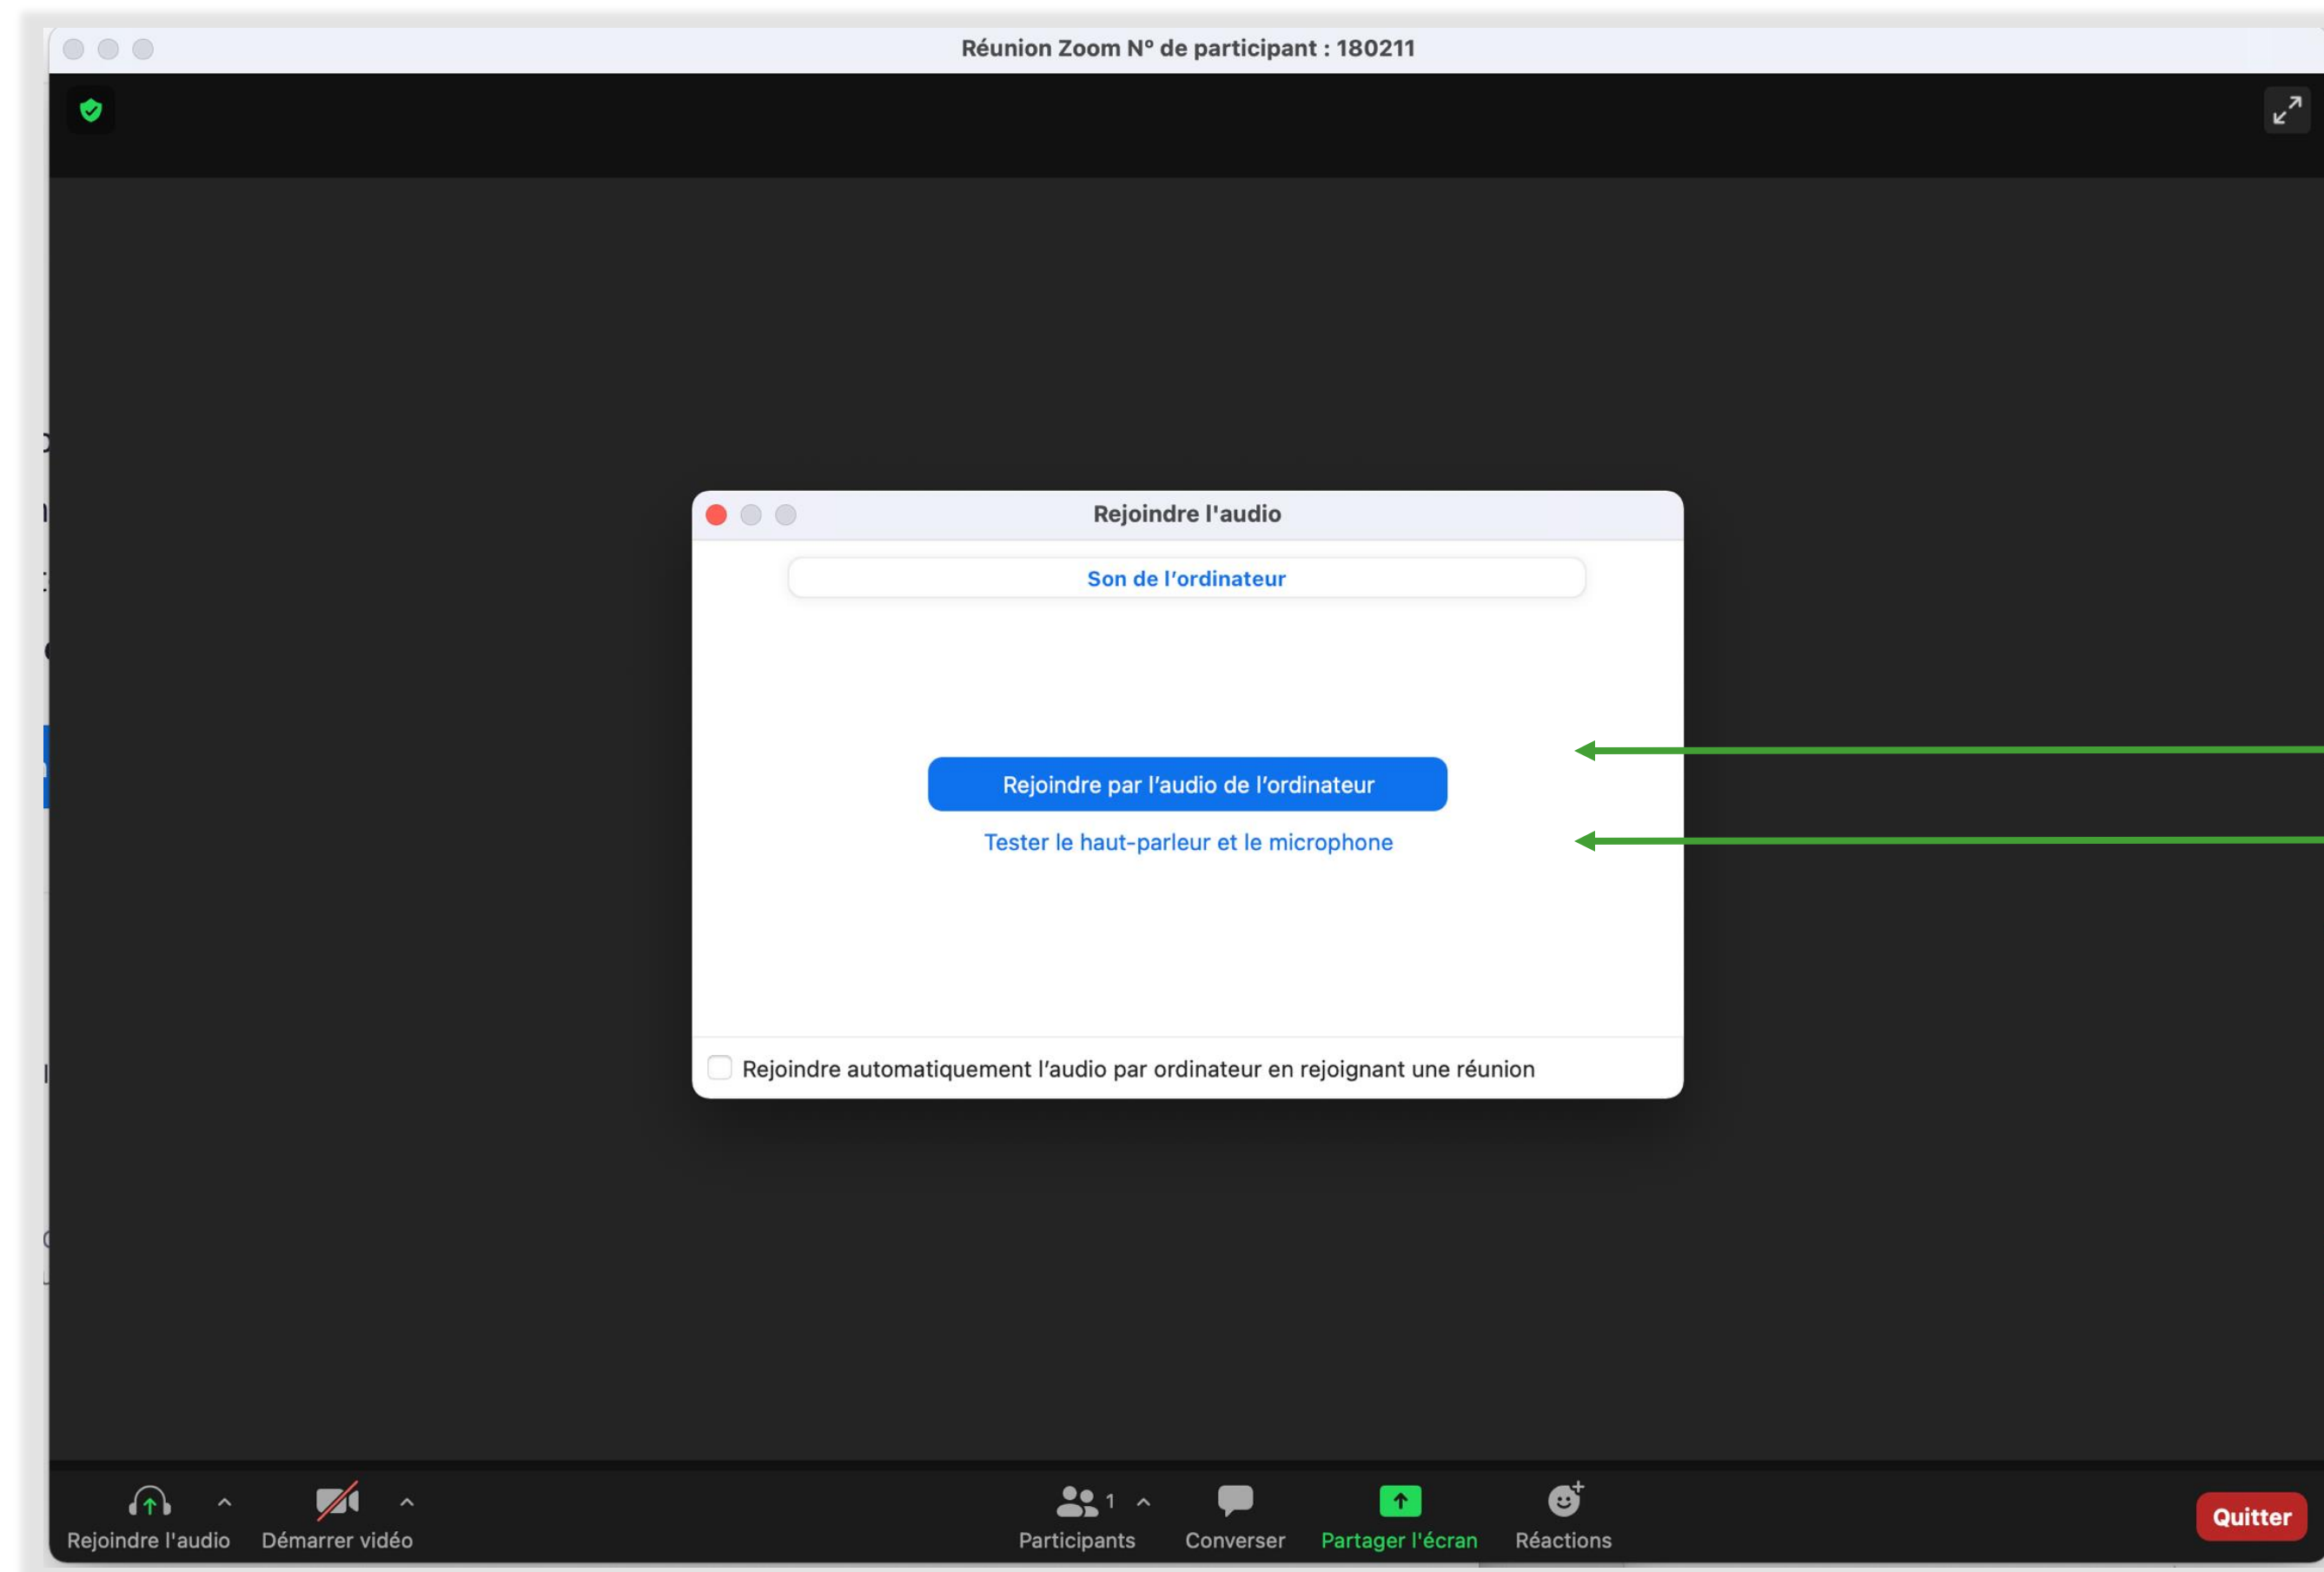 Réunion Zoom N° de participant : 180211
Rejoindre l'audio
Son de l’ordinateur
Rejoindre par l’audio de l’ordinateur
Tester le haut-parleur et le microphone
Rejoindre automatiquement l’audio par ordinateur en rejoignant une réunion
1
Rejoindre l'audio Démarrer vidéo Participants Converser Partager l'écran Réactions Quitter